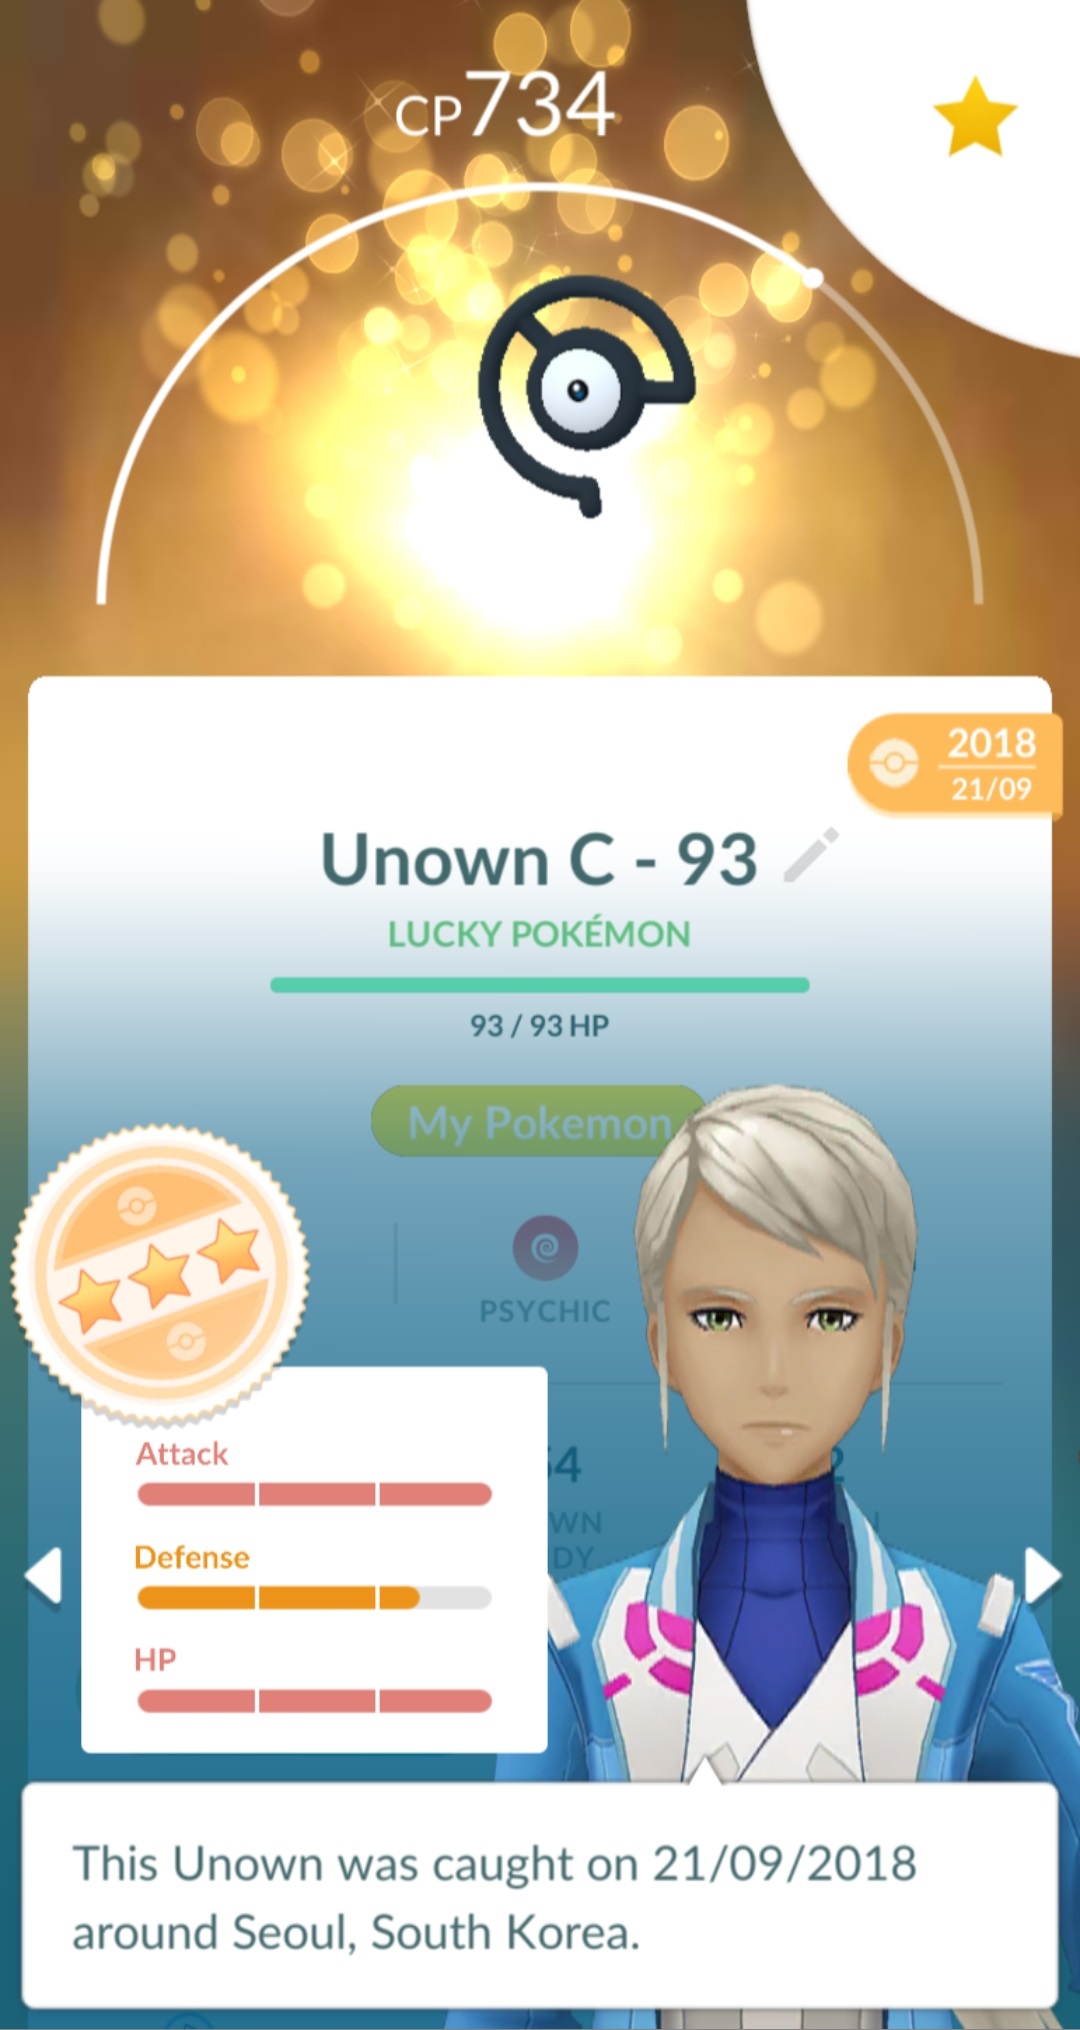 CP734
2018
21/09
Unown C - 93
LUCKY POKÉMON
93 / 93 HP
My Pokemon
PSYCHIC
Attack
Defense
HP
This Unown was caught on 21/09/2018
around Seoul, South Korea.